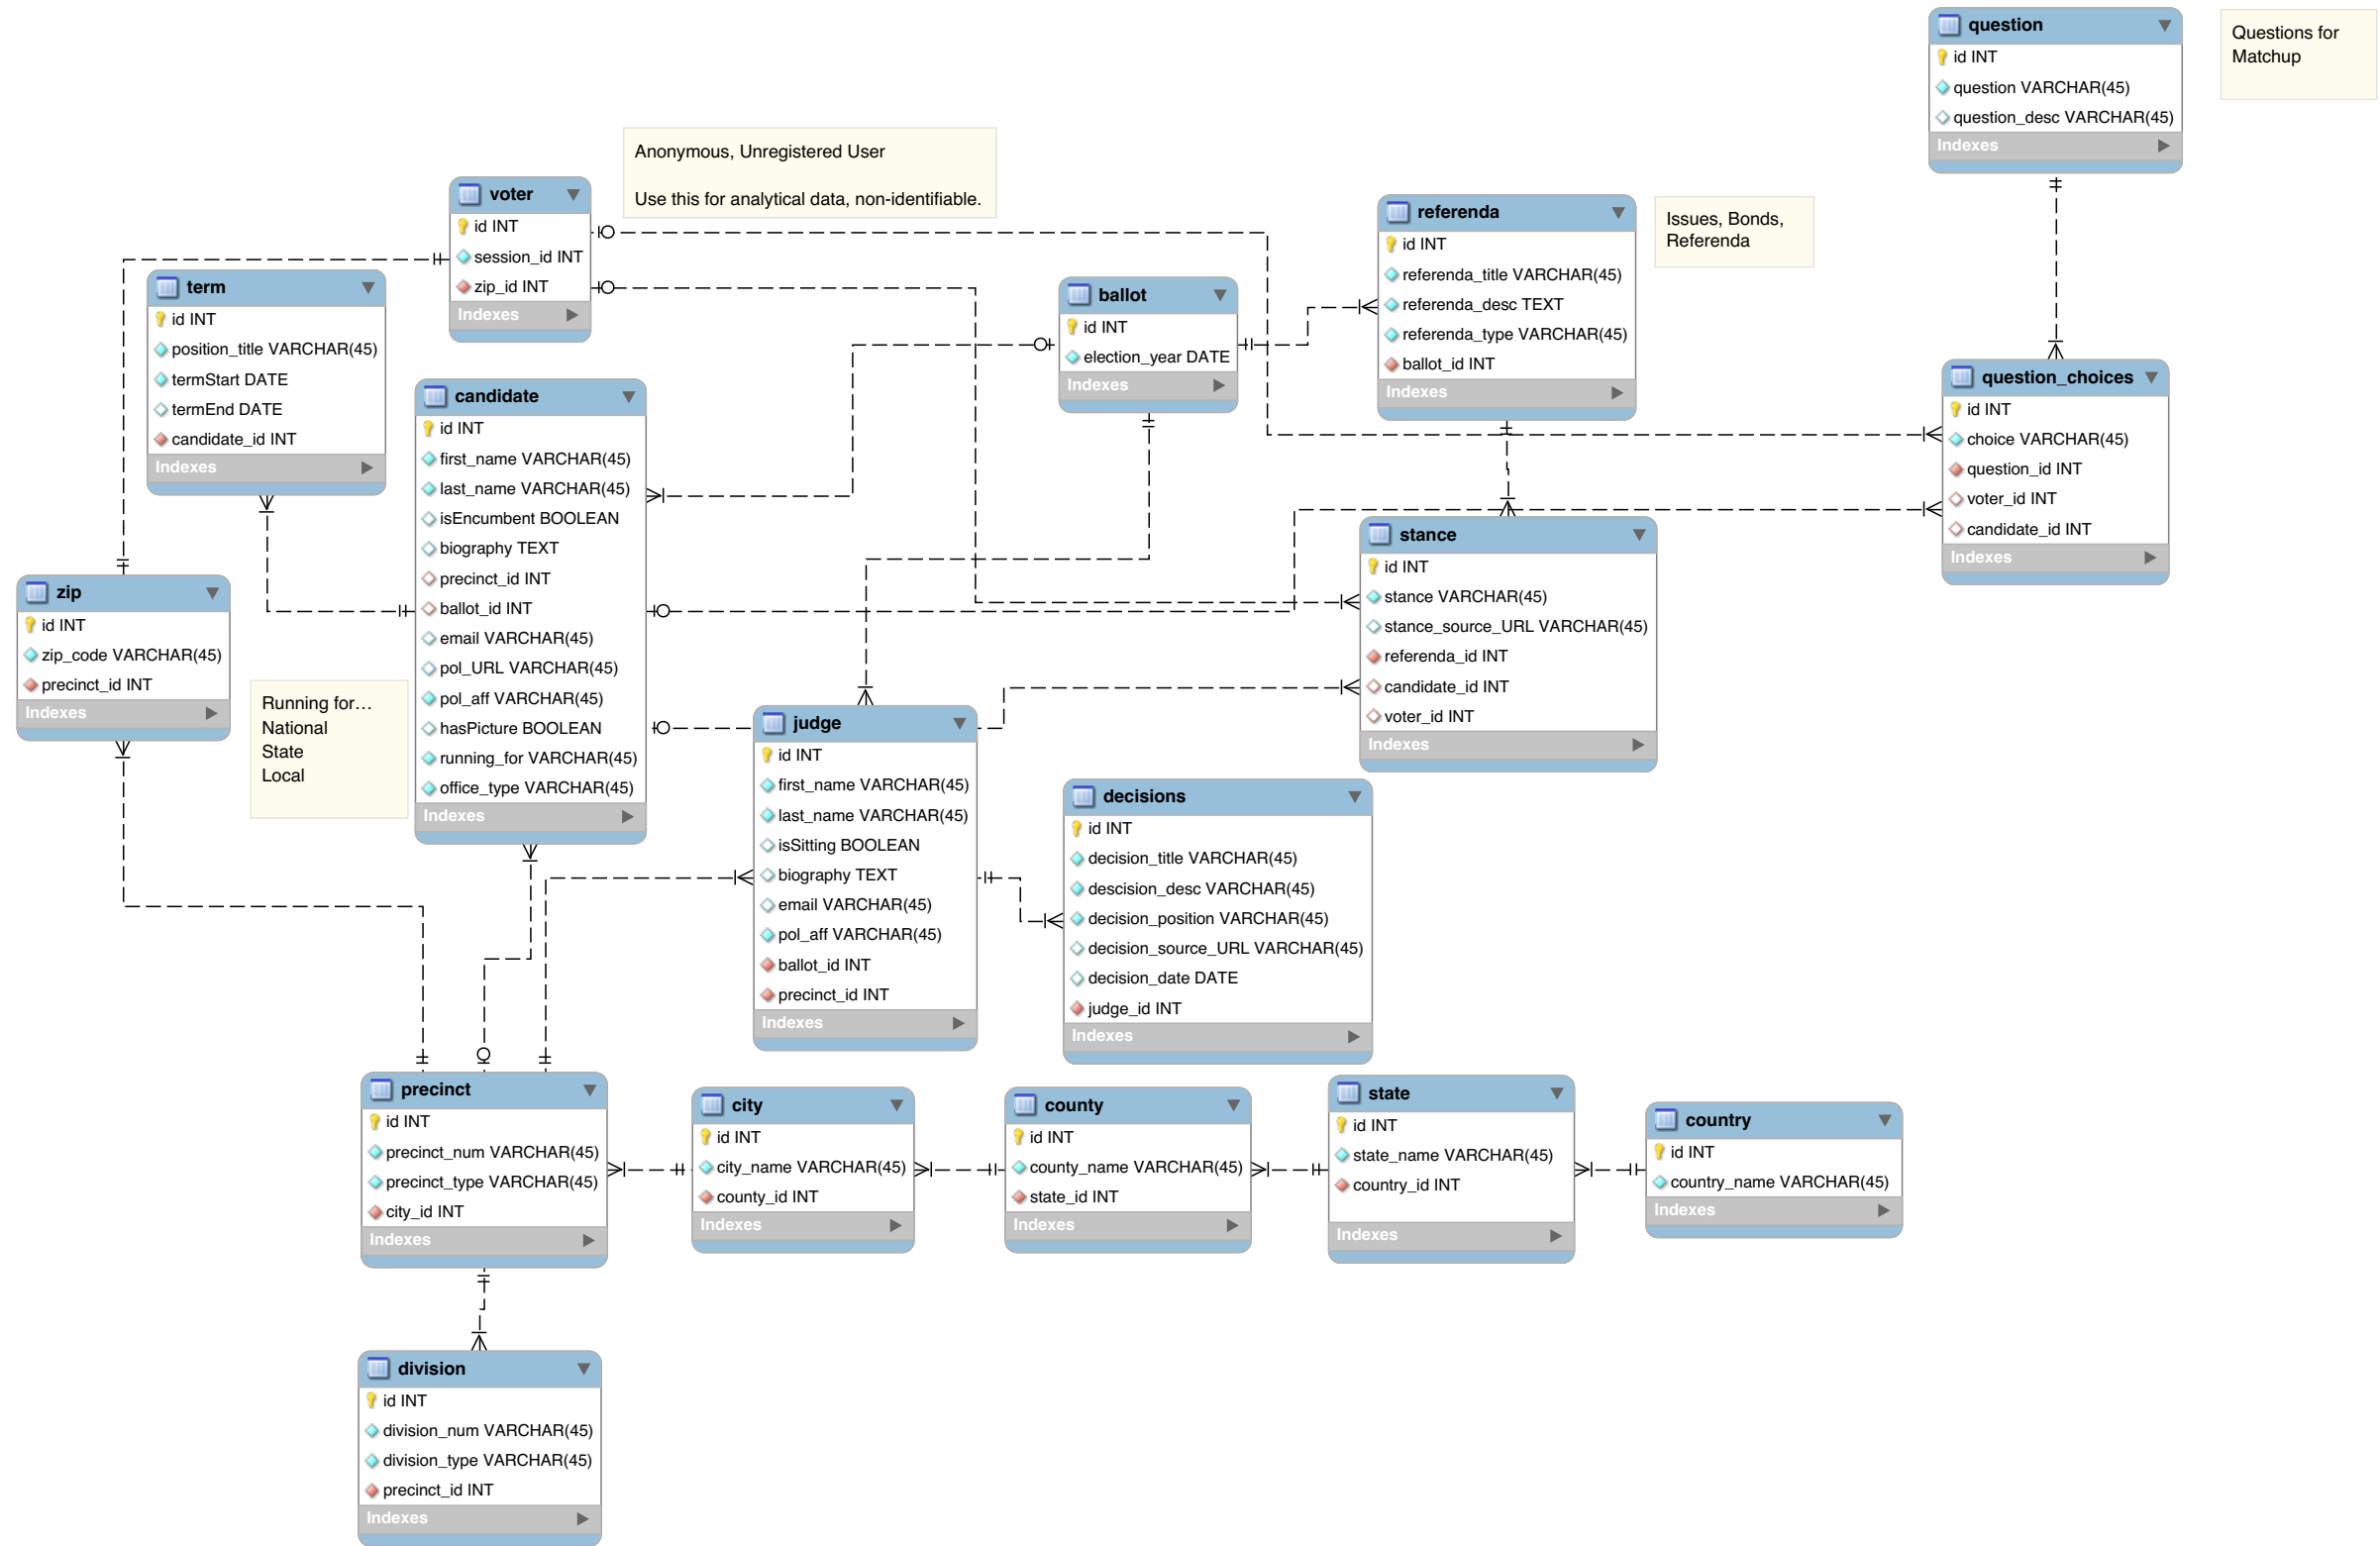 question
id INT
question VARCHAR(45)
question_desc VARCHAR(45)
Indexes
Questions for
Matchup
Anonymous, Unregistered User
Use this for analytical data, non-identifiable.
voter
id INT
session_id INT
zip_id INT
Indexes
referenda
id INT
referenda_title VARCHAR(45)
referenda_desc TEXT
referenda_type VARCHAR(45)
ballot_id INT
Indexes
Issues, Bonds,
Referenda
term
id INT
position_title VARCHAR(45)
termStart DATE
termEnd DATE
candidate_id INT
Indexes
ballot
id INT
election_year DATE
Indexes
question_choices
id INT
choice VARCHAR(45)
question_id INT
voter_id INT
candidate_id INT
Indexes
candidate
id INT
first_name VARCHAR(45)
last_name VARCHAR(45)
isEncumbent BOOLEAN
biography TEXT
precinct_id INT
ballot_id INT
email VARCHAR(45)
pol_URL VARCHAR(45)
pol_aff VARCHAR(45)
hasPicture BOOLEAN
running_for VARCHAR(45)
office_type VARCHAR(45)
Indexes
stance
id INT
stance VARCHAR(45)
stance_source_URL VARCHAR(45)
referenda_id INT
candidate_id INT
voter_id INT
Indexes
zip
id INT
zip_code VARCHAR(45)
precinct_id INT
Indexes
Running for…
National
State
Local
judge
id INT
first_name VARCHAR(45)
last_name VARCHAR(45)
isSitting BOOLEAN
biography TEXT
email VARCHAR(45)
pol_aff VARCHAR(45)
ballot_id INT
precinct_id INT
Indexes
decisions
id INT
decision_title VARCHAR(45)
descision_desc VARCHAR(45)
decision_position VARCHAR(45)
decision_source_URL VARCHAR(45)
decision_date DATE
judge_id INT
Indexes
precinct
id INT
precinct_num VARCHAR(45)
precinct_type VARCHAR(45)
city_id INT
Indexes
city
id INT
city_name VARCHAR(45)
county_id INT
Indexes
county
id INT
county_name VARCHAR(45)
state_id INT
Indexes
state
id INT
state_name VARCHAR(45)
country_id INT
Indexes
country
id INT
country_name VARCHAR(45)
Indexes
division
id INT
division_num VARCHAR(45)
division_type VARCHAR(45)
precinct_id INT
Indexes